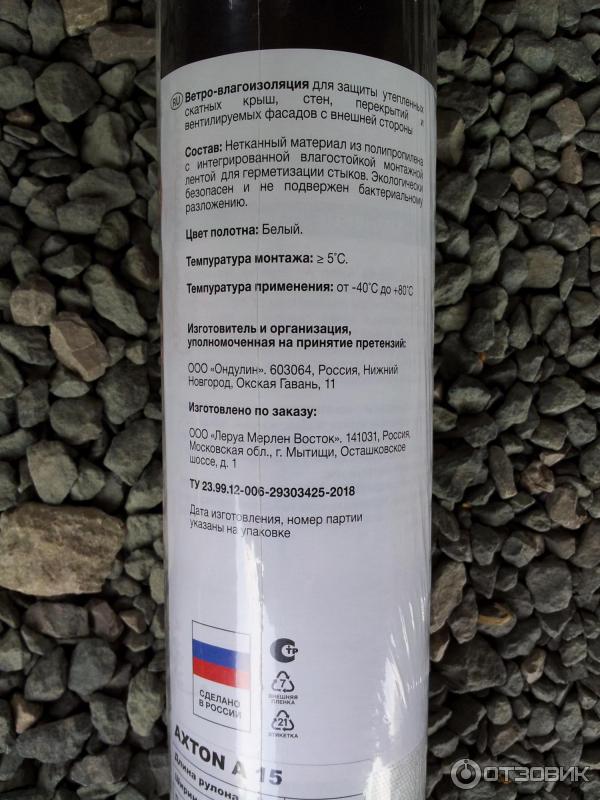 RU Ветро-влагоизоляция для защиты утепленных
скатных крыш, стен, перекрытий и
вентилируемых фасадов с внешней стороны
Состав: Нетканный материал из полипропилена
с интегрированной влагостойкой монтажной
лентой для герметизации стыков. Экологически
безопасен и не подвержен бактериальному
разложению.
Цвет полотна: Белый.
Температура монтажа: ≥ 5°C.
Температура применения: от -40°C до +80°C
Изготовитель и организация,
уполномоченная на принятие претензий:
ООО «Ондулин». 603064, Россия, Нижний
Новгород, Окская Гавань, 11
Изготовлено по заказу:
ООО «Леруа Мерлен Восток». 141031, Россия,
Московская обл., г. Мытищи, Осташковское
шоссе, д. 1
ТУ 23.99.12-006-29303425-2018
Дата изготовления, номер партии
указаны на упаковке
СДЕЛАНО
В РОССИИ
СТР
7
ВНЕШНЯЯ
ПЛЕНКА
21
ЭТИКЕТКА
AXTON A 15
Длина рулона
ОТЗОВИК